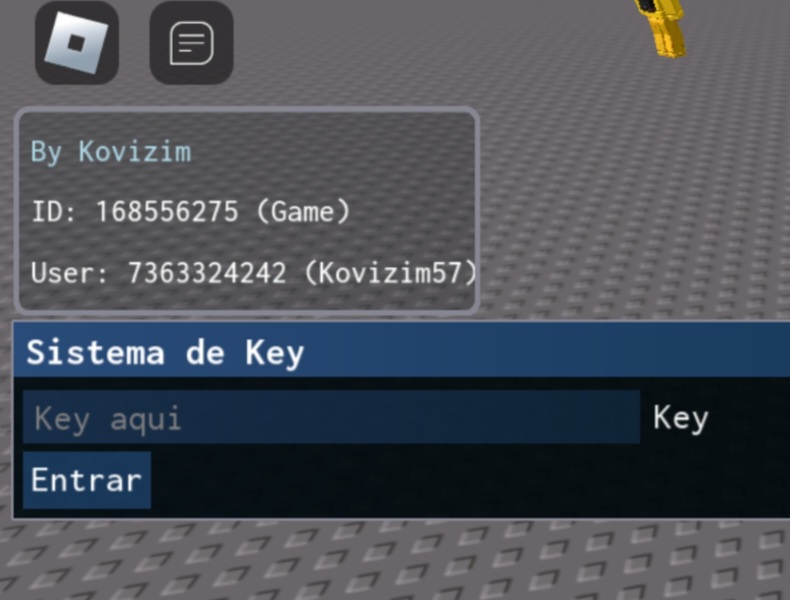 By Kovizim
ID: 168556275 (Game)
User: 7363324242 (Kovizim57)
Sistema de Key
Key aqui Key
Entrar